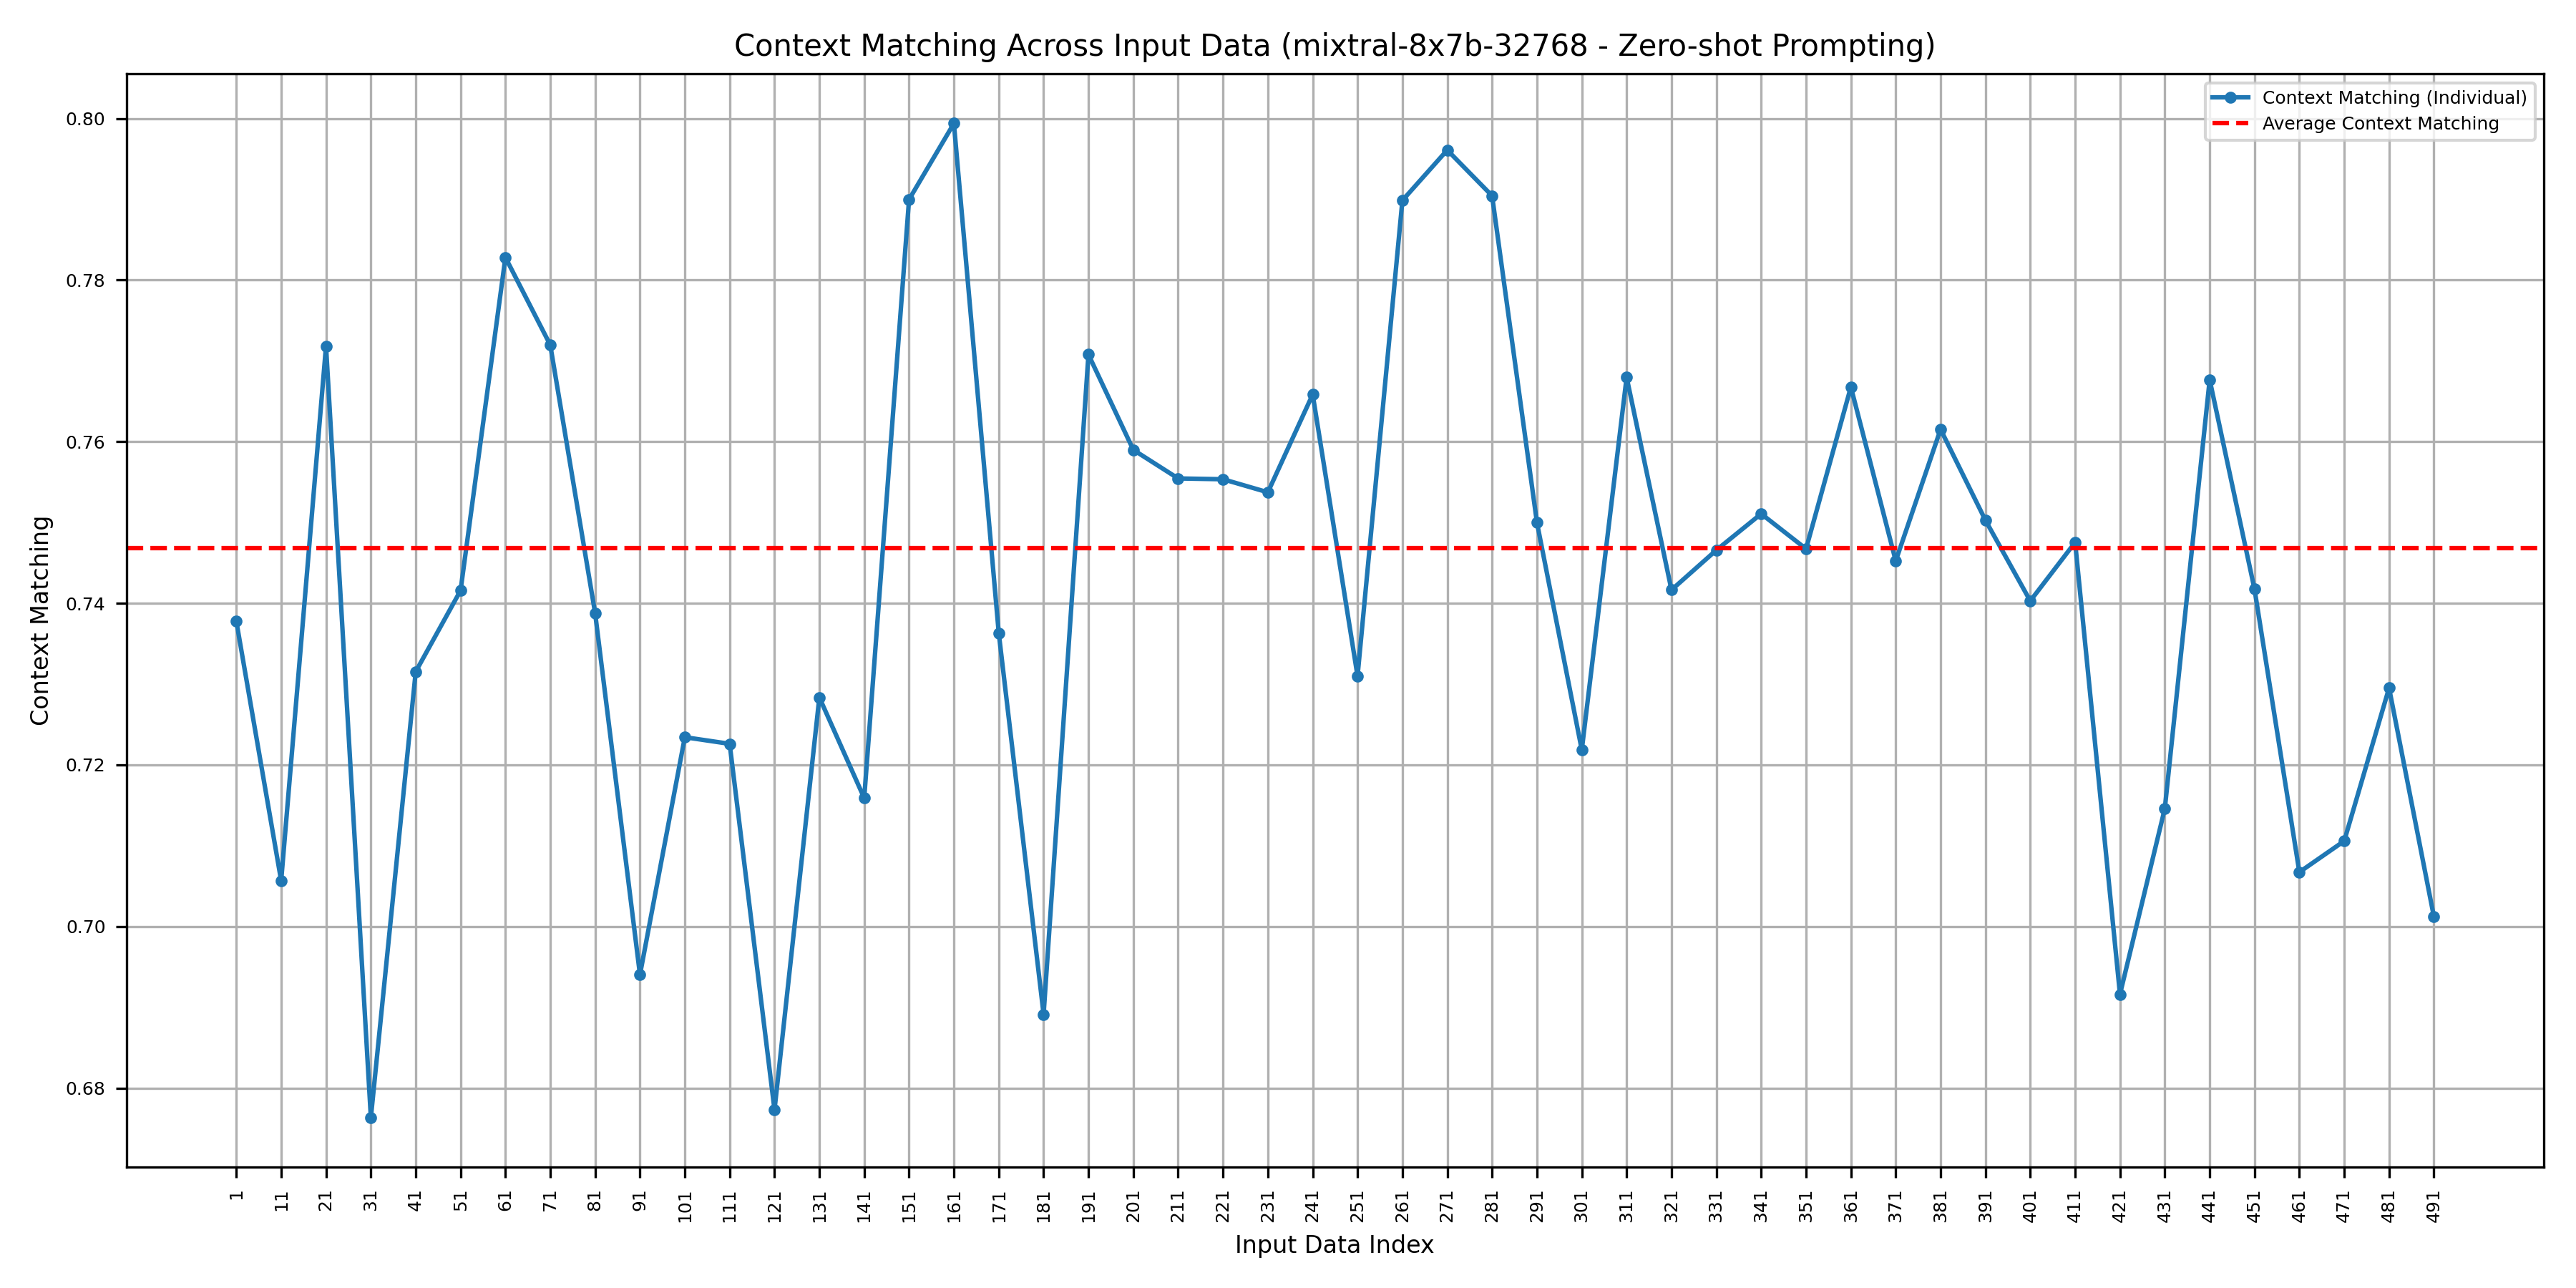 Context Matching Across Input Data (mixtral-8x7b-32768 - Zero-shot Prompting)
Context Matching (Individual)
Average Context Matching
0.80
0.78
0.76
0.74
0.72
0.70
0.68
Context Matching
1 11 21 31 41 51 61 71 81 91 101 111 121 131 141 151 161 171 181 191 201 211 221 231 241 251 261 271 281 291 301 311 321 331 341 351 361 371 381 391 401 411 421 431 441 451 461 471 481 491
Input Data Index